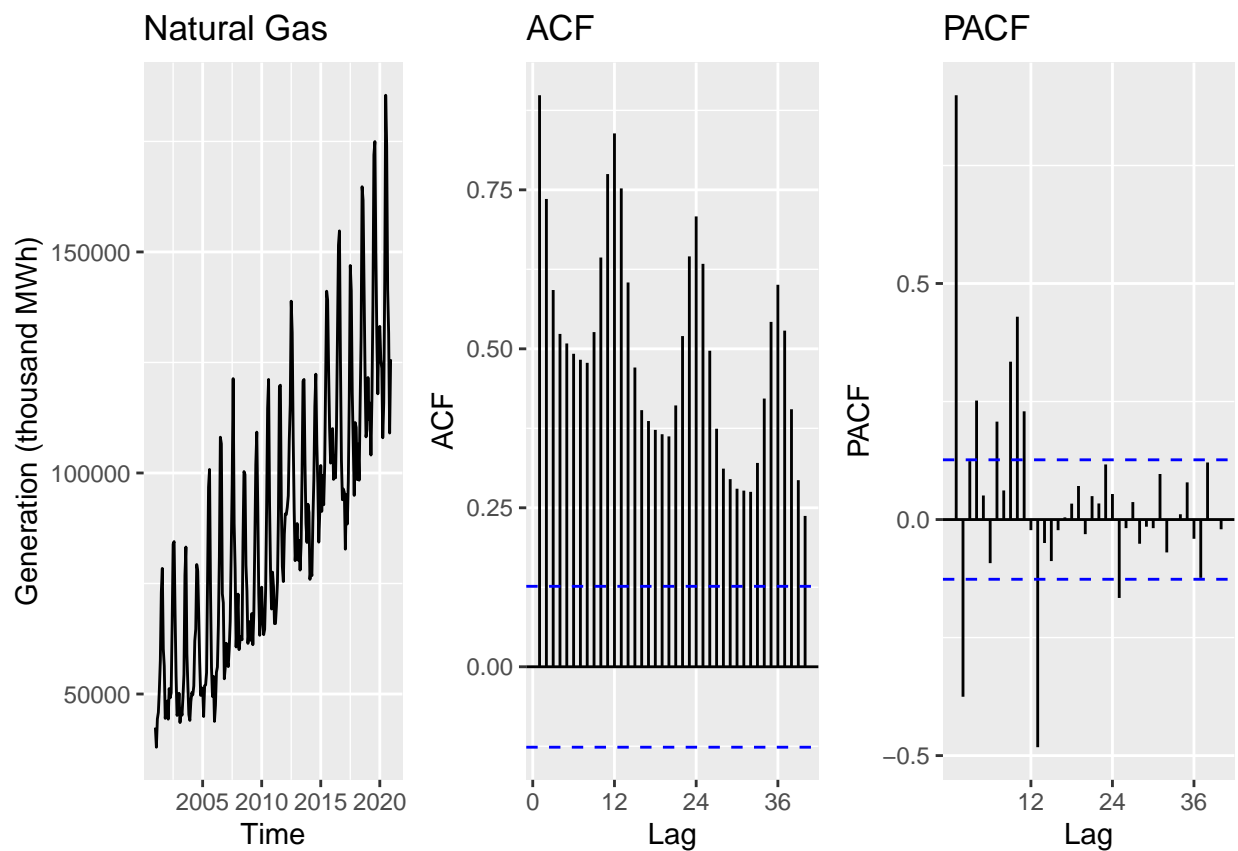 Natural Gas
Generation (thousand MWh)
150000
100000
50000
2005 2010 2015 2020
Time
ACF
ACF
0.75
0.50
0.25
0.00
0 12 24 36
Lag
PACF
PACF
0.5
0.0
−0.5
12 24 36
Lag